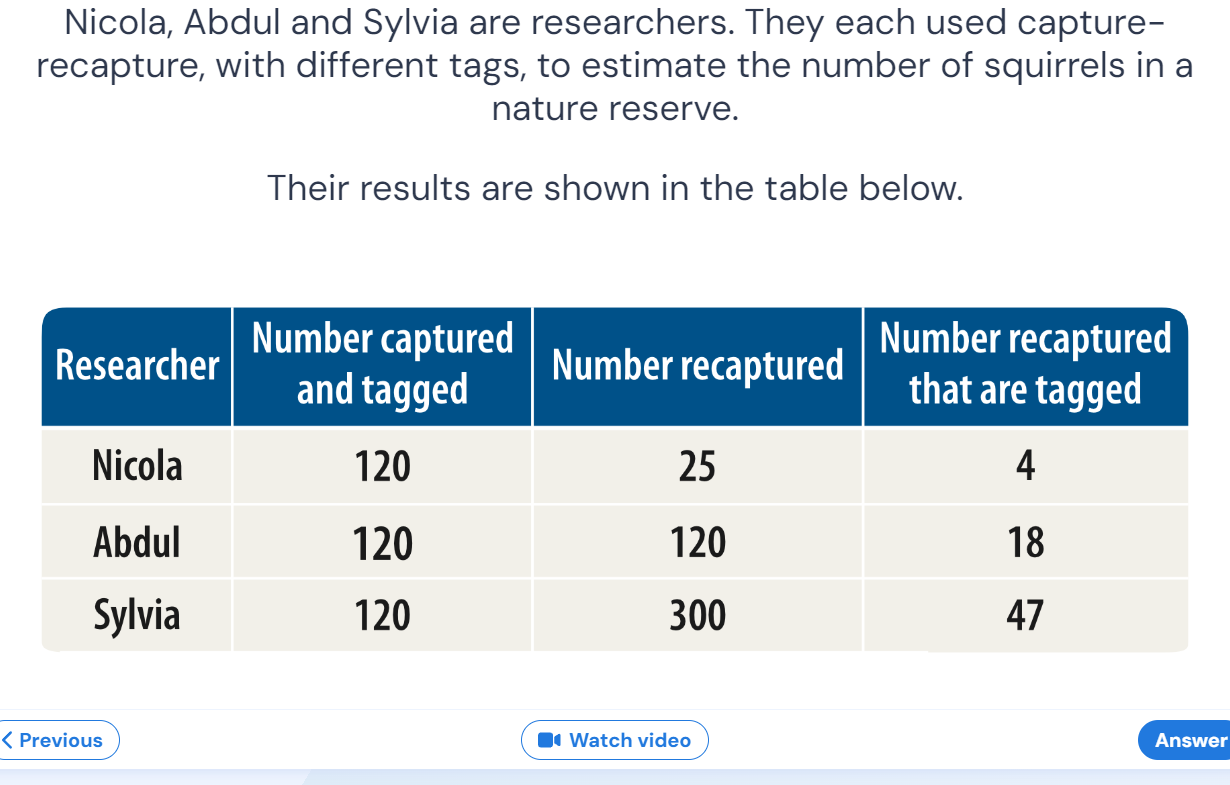 Nicola, Abdul and Sylvia are researchers. They each used capture-
recapture, with different tags, to estimate the number of squirrels in a
nature reserve.
Their results are shown in the table below.
Researcher
Number captured
and tagged
Number recaptured
Number recaptured
that are tagged
Nicola 120 25 4
Abdul 120 120 18
Sylvia 120 300 47
Previous Watch video Answer